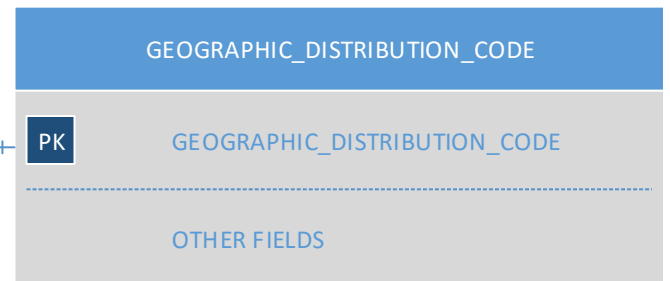 GEOGRAPHIC_DISTRIBUTION_CODE
PK GEOGRAPHIC_DISTRIBUTION_CODE
OTHER FIELDS